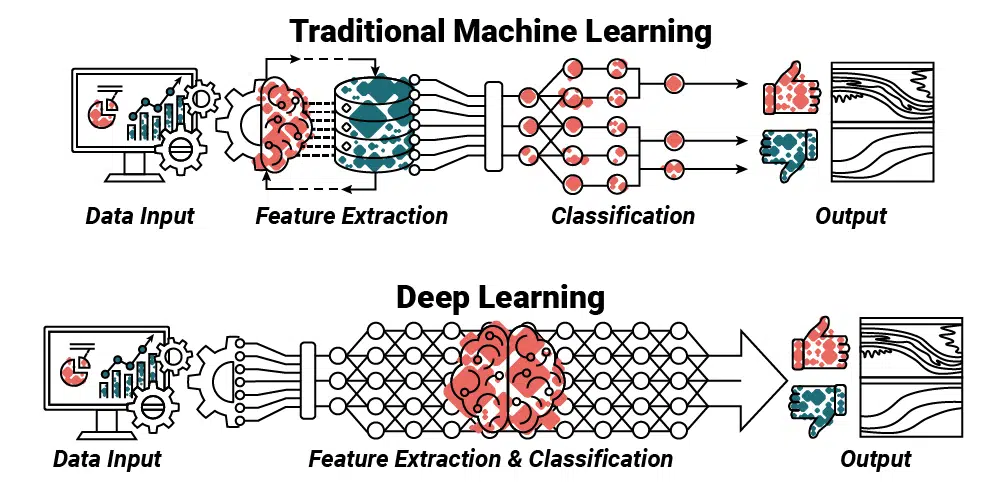 Traditional Machine Learning
Data Input
Feature Extraction
Classification
Output
Deep Learning
Data Input
Feature Extraction & Classification
Output